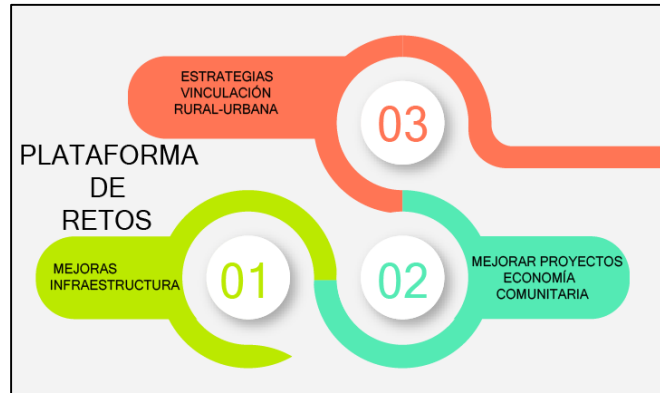 ESTRATEGIAS
VINCULACIÓN
RURAL-URBANA
03
PLATAFORMA
DE
RETOS
MEJORAS
INFRAESTRUCTURA
01
02
MEJORAR PROYECTOS
ECONOMÍA
COMUNITARIA